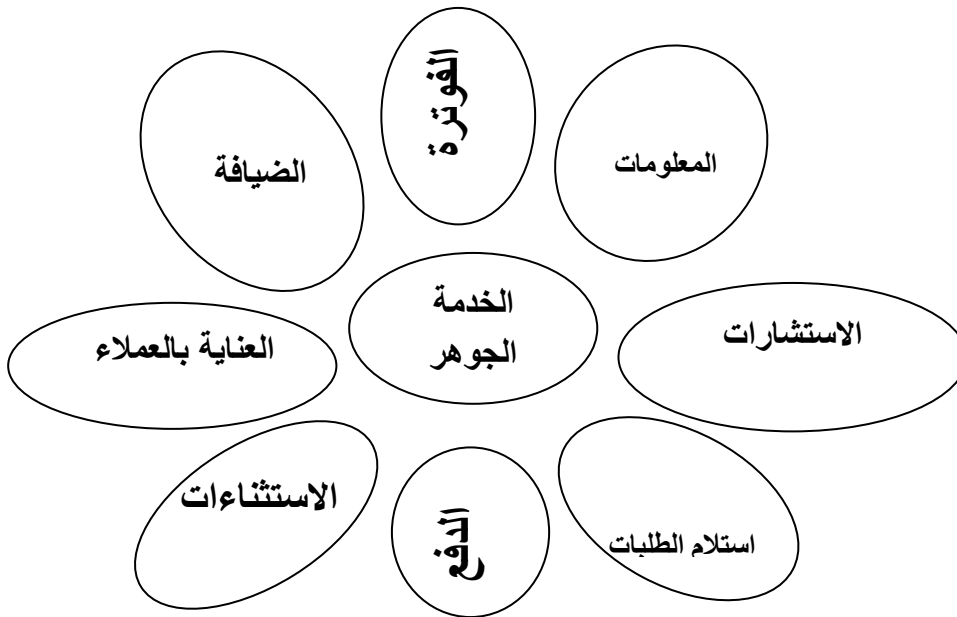 الفوترة
المعلومات
الضيافة
الخدمة
الجوهر
الاستشارات
العناية بالعملاء
الاستثناءات
الدفع
استلام الطلبات